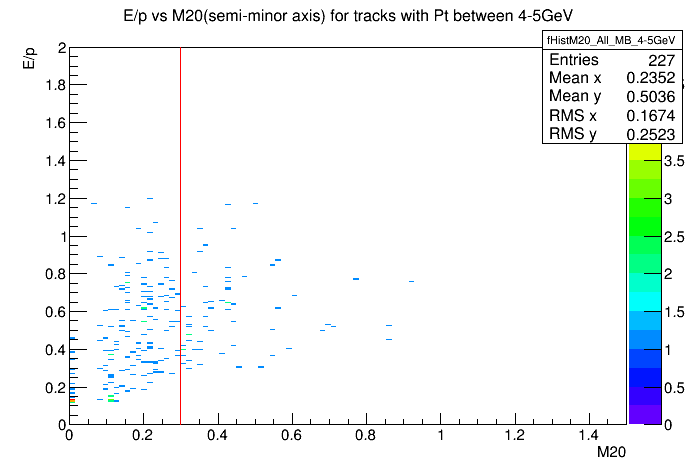 E/p vs M20(semi-minor axis) for tracks with Pt between 4-5GeV
fHistM20_All_MB_4-5GeV
Entries 227
Mean x 0.2352
Mean y 0.5036
RMS x 0.1674
RMS y 0.2523
E/p
2
1.8
1.6
1.4
1.2
1
0.8
0.6
0.4
0.2
0
0 0.2 0.4 0.6 0.8 1 1.2 1.4
M20
3.5
3
2.5
2
1.5
1
0.5
0